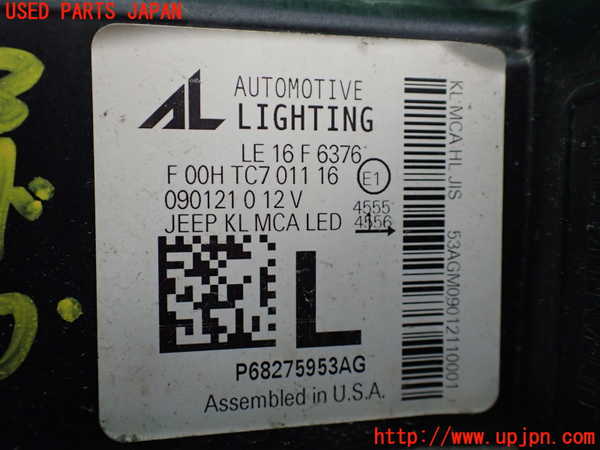 USED PARTS JAPAN
AL AUTOMOTIVE
LIGHTING
LE 16 F 6376
F 00H TC7 011 16 E1
090121 0 12 V 4555
JEEP KL MCA LED 4556
L
P68275953AG
Assembled in U.S.A.
KL MCA HL JIS 53AGM09012110001
http://www.upjpn.com/